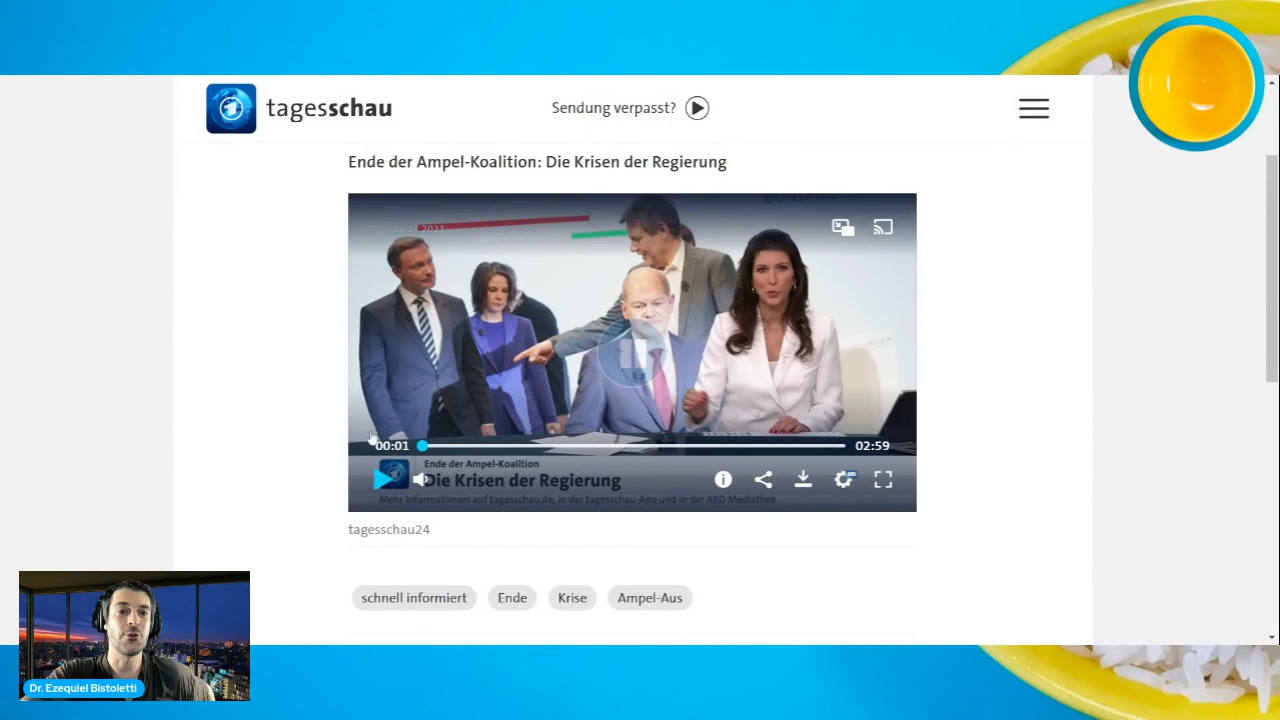 tagesschau
Sendung verpasst?
Ende der Ampel-Koalition: Die Krisen der Regierung
2021
00:01
02:59
Ende der Ampel-Koalition
Die Krisen der Regierung
Mehr Informationen auf tagesschau.de, in der tagesschau-App und in der ARD Mediathek
tagesschau24
schnell informiert
Ende
Krise
Ampel-Aus
Dr. Ezequiel Bistoletti